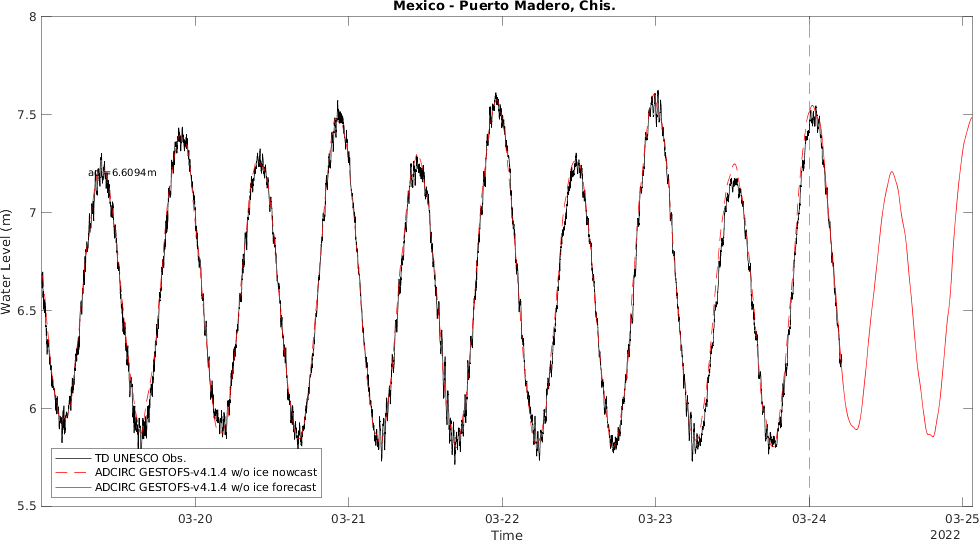 Mexico - Puerto Madero, Chis.
8
7.5
7
6.5
6
5.5
Water Level (m)
=6.6094m
TD UNESCO Obs.
ADCIRC GESTOFS-v4.1.4 w/o ice nowcast
ADCIRC GESTOFS-v4.1.4 w/o ice forecast
03-20
03-21
03-22
03-23
03-24
03-25
Time
2022